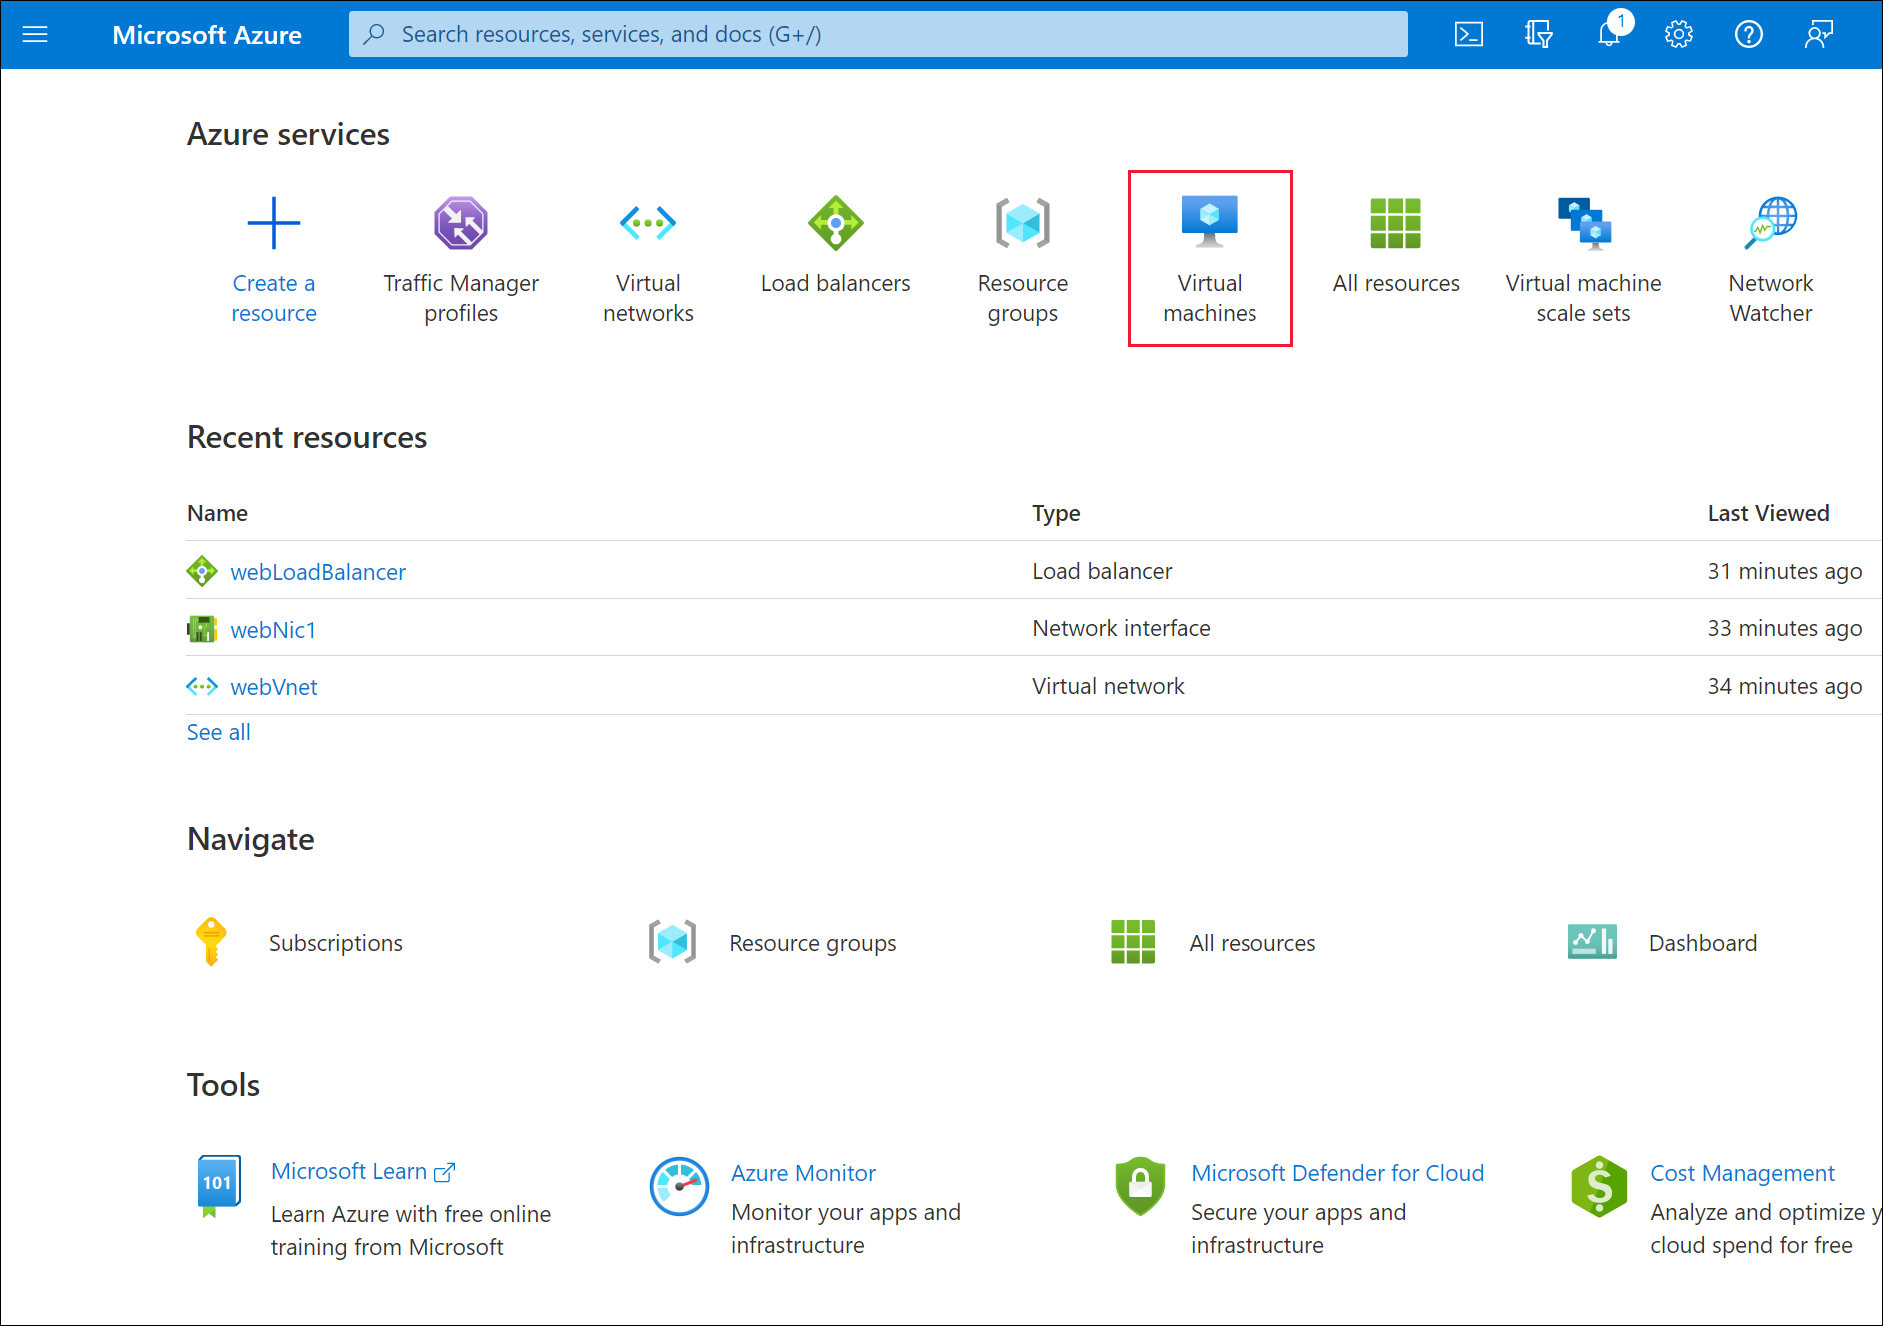 Microsoft Azure
Search resources, services, and docs (G+/)
1
Azure services
Create a
resource
Traffic Manager
profiles
Virtual
networks
Load balancers
Resource
groups
Virtual
machines
All resources
Virtual machine
scale sets
Network
Watcher
Recent resources
Name Type Last Viewed
webLoadBalancer Load balancer 31 minutes ago
webNic1 Network interface 33 minutes ago
webVnet Virtual network 34 minutes ago
See all
Navigate
Subscriptions Resource groups All resources Dashboard
Tools
101
Microsoft Learn
Learn Azure with free online
training from Microsoft
Azure Monitor
Monitor your apps and
infrastructure
Microsoft Defender for Cloud
Secure your apps and
infrastructure
$
Cost Management
Analyze and optimize y
cloud spend for free